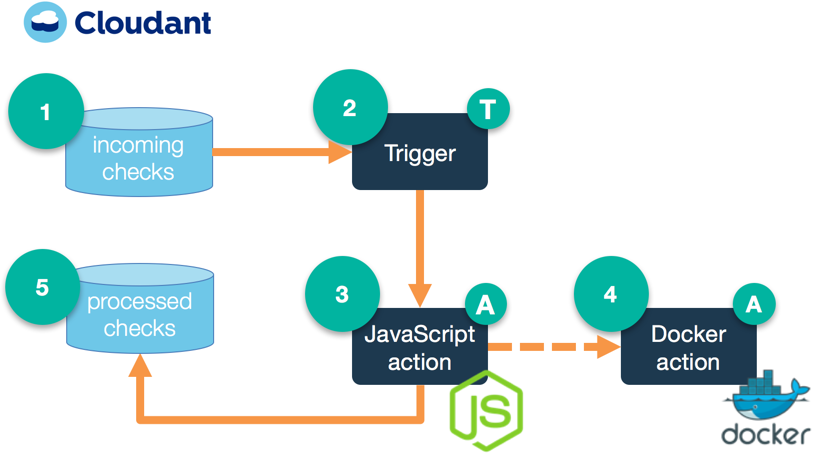 Cloudant
1
incoming
checks
2
T
Trigger
5
processed
checks
3
A
JavaScript
action
4
A
Docker
action
JS
docker